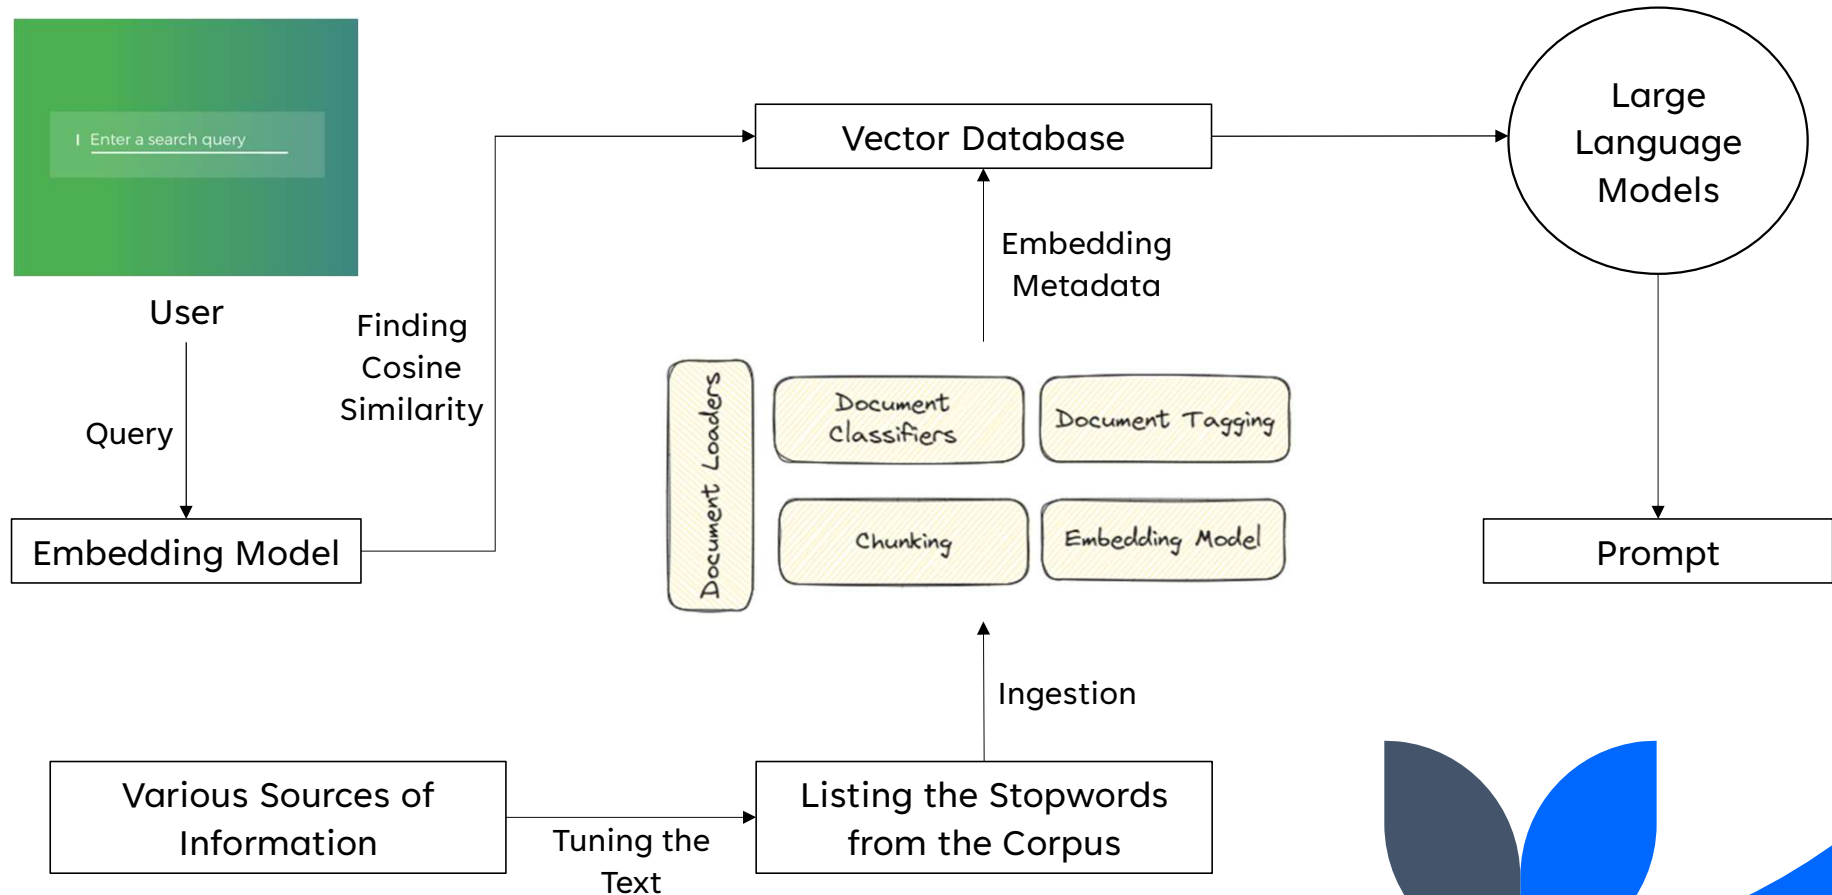 Enter a search query
User
Query
Embedding Model
Finding
Cosine
Similarity
Vector Database
Large
Language
Models
Embedding
Metadata
Document Loaders
Document
Classifiers
Document Tagging
Chunking
Embedding Model
Prompt
Ingestion
Various Sources of
Information
Tuning the
Text
Listing the Stopwords
from the Corpus